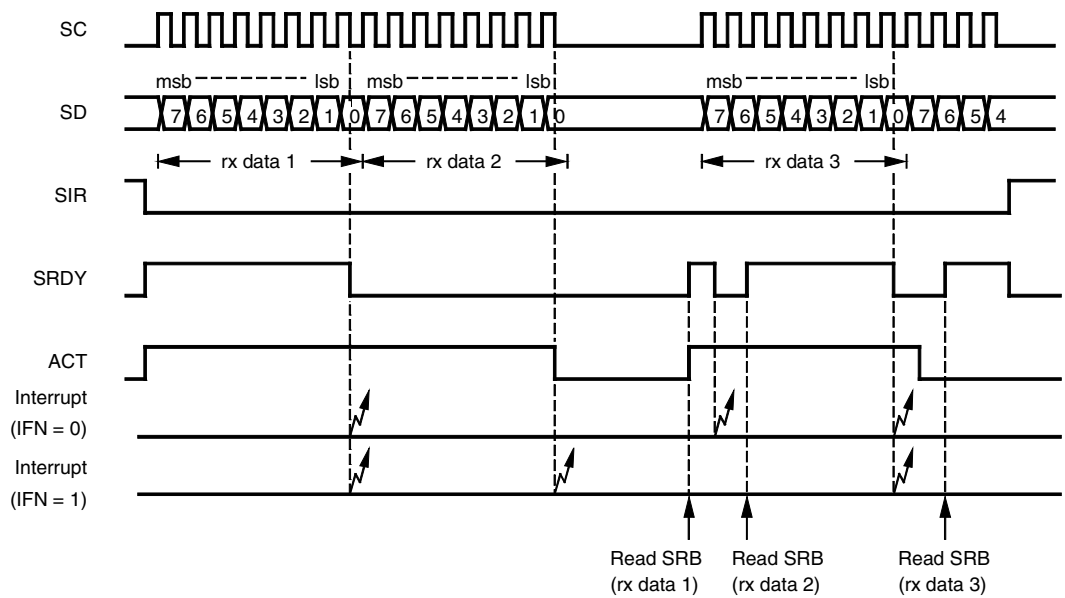 SC
msb lsb msb lsb msb lsb
SD 7 6 5 4 3 2 1 0 7 6 5 4 3 2 1 0 7 6 5 4 3 2 1 0 7 6 5 4
rx data 1 rx data 2 rx data 3
SIR
SRDY
ACT
Interrupt
(IFN = 0)
Interrupt
(IFN = 1)
Read SRB Read SRB Read SRB
(rx data 1) (rx data 2) (rx data 3)